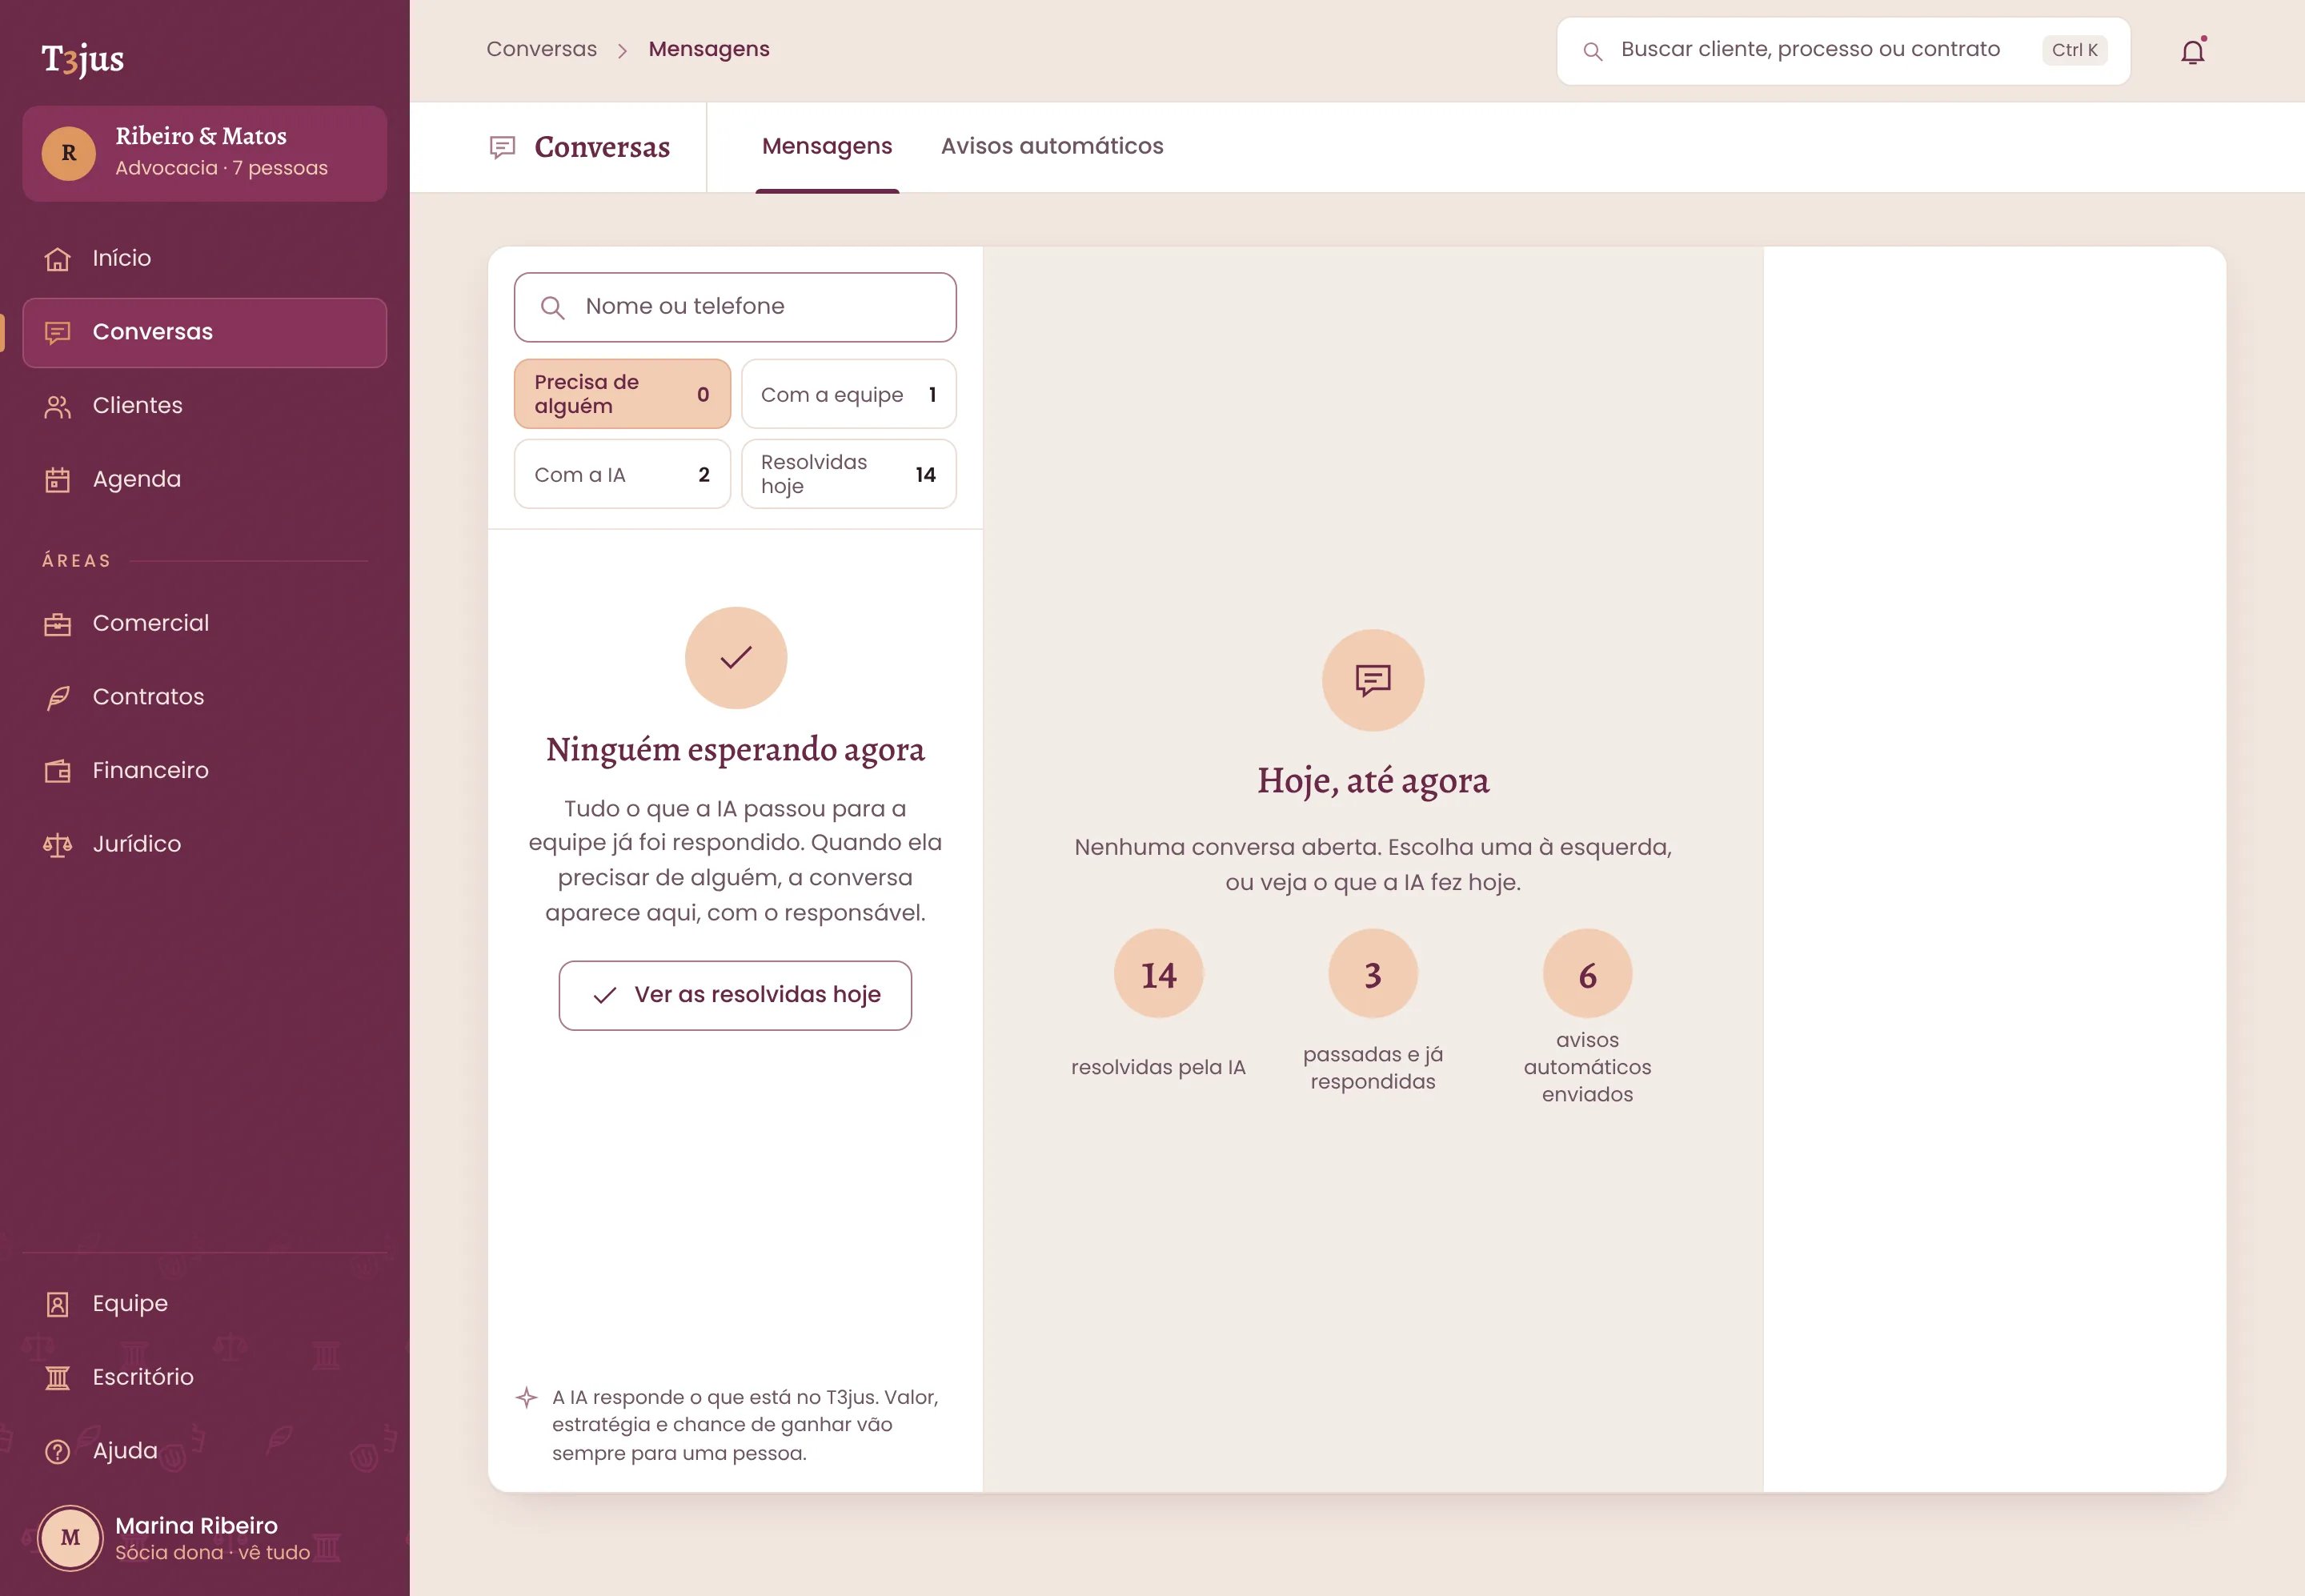 T3jus
R
Ribeiro & Matos
Advocacia · 7 pessoas
Início
Conversas
Clientes
Agenda
ÁREAS
Comercial
Contratos
Financeiro
Jurídico
Equipe
Escritório
Ajuda
M
Marina Ribeiro
Sócia dona · vê tudo
Conversas > Mensagens
Buscar cliente, processo ou contrato
Ctrl K
Conversas
Mensagens
Avisos automáticos
Nome ou telefone
Precisa de
alguém
0
Com a equipe
1
Com a IA
2
Resolvidas
hoje
14
Ninguém esperando agora
Tudo o que a IA passou para a
equipe já foi respondido. Quando ela
precisar de alguém, a conversa
aparece aqui, com o responsável.
Ver as resolvidas hoje
A IA responde o que está no T3jus. Valor,
estratégia e chance de ganhar vão
sempre para uma pessoa.
Hoje, até agora
Nenhuma conversa aberta. Escolha uma à esquerda,
ou veja o que a IA fez hoje.
14
resolvidas pela IA
3
passadas e já
respondidas
6
avisos
automáticos
enviados